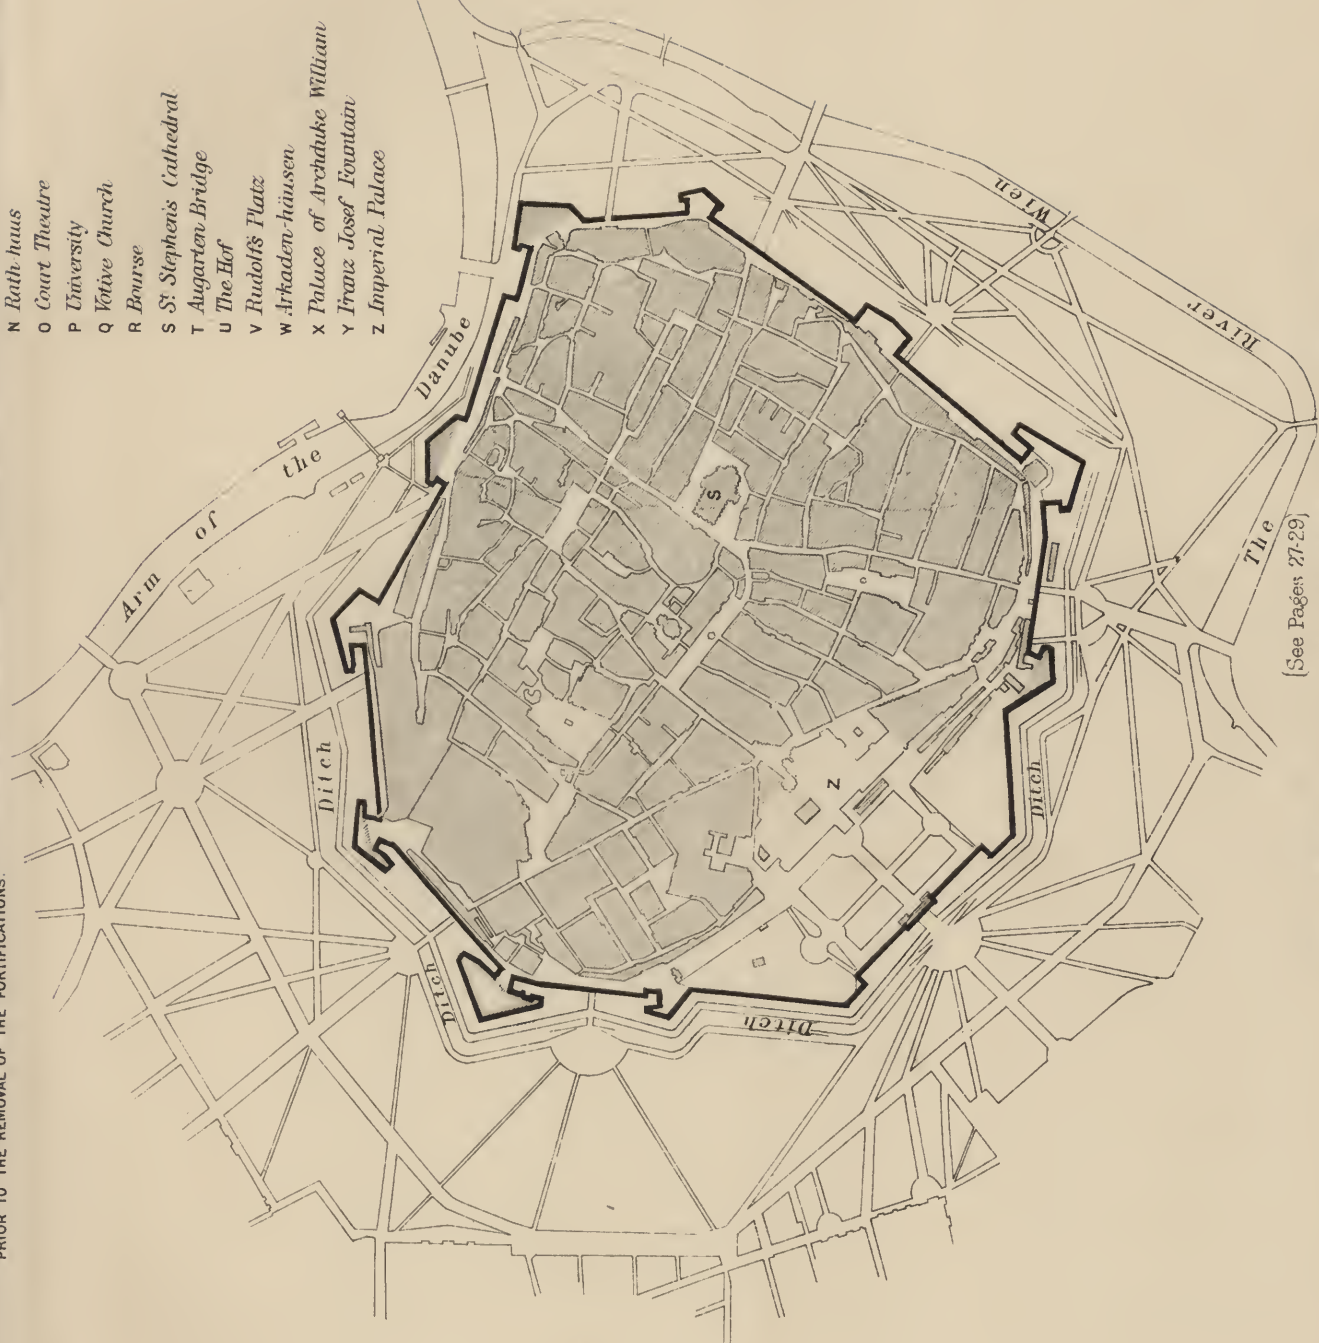 PRIOR TO THE REMOVAL OF THE FORTIFICATIONS.
N Rath-haus
O Court Theatre
P University
Q Votive Church
R Bourse
S St Stephen's Cathedral
T Augarten Bridge
U The Hof
V Rudolfs Platz
W Arkaden-häusen
X Palace of Archduke William
Y Franz Josef Fountain
Z Imperial Palace
Arm of the Danube
Ditch
Ditch
Ditch
Ditch
S
Z
The River Wien
[See Pages 27-29]